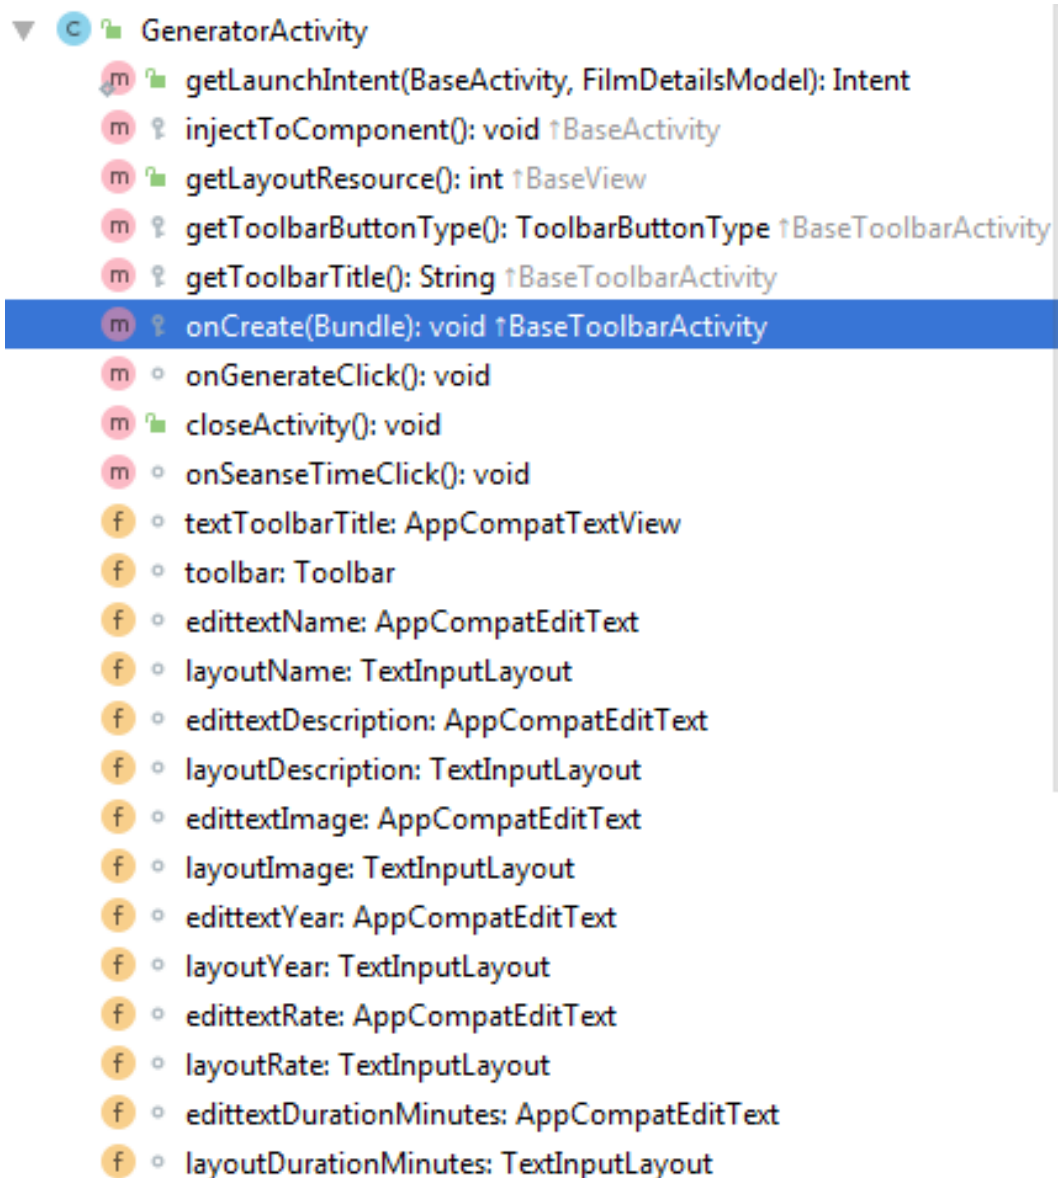 C GeneratorActivity
m getLaunchIntent(BaseActivity, FilmDetailsModel): Intent
m injectToComponent(): void ↑BaseActivity
m getLayoutResource(): int ↑BaseView
m getToolbarButtonType(): ToolbarButtonType ↑BaseToolbarActivity
m getToolbarTitle(): String ↑BaseToolbarActivity
m onCreate(Bundle): void ↑BaseToolbarActivity
m onGenerateClick(): void
m closeActivity(): void
m onSeanseTimeClick(): void
f textToolbarTitle: AppCompatTextView
f toolbar: Toolbar
f edittextName: AppCompatEditText
f layoutName: TextInputLayout
f edittextDescription: AppCompatEditText
f layoutDescription: TextInputLayout
f edittextImage: AppCompatEditText
f layoutImage: TextInputLayout
f edittextYear: AppCompatEditText
f layoutYear: TextInputLayout
f edittextRate: AppCompatEditText
f layoutRate: TextInputLayout
f edittextDurationMinutes: AppCompatEditText
f layoutDurationMinutes: TextInputLayout